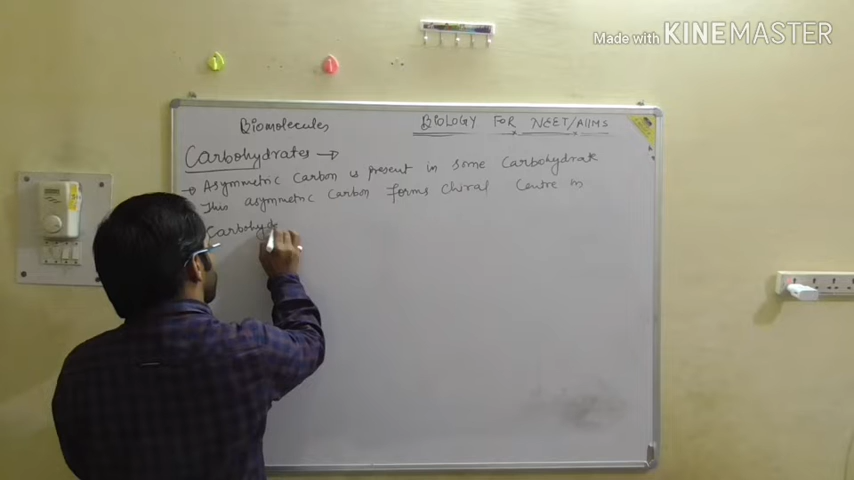 Made with KINEMASTER
Biomolecules
BIOLOGY FOR NEET/AIIMS
Carbohydrates →
→ Asymmetric Carbon is present in some Carbohydrate
This asymmetric Carbon forms Chiral Centre in
Carbohyd